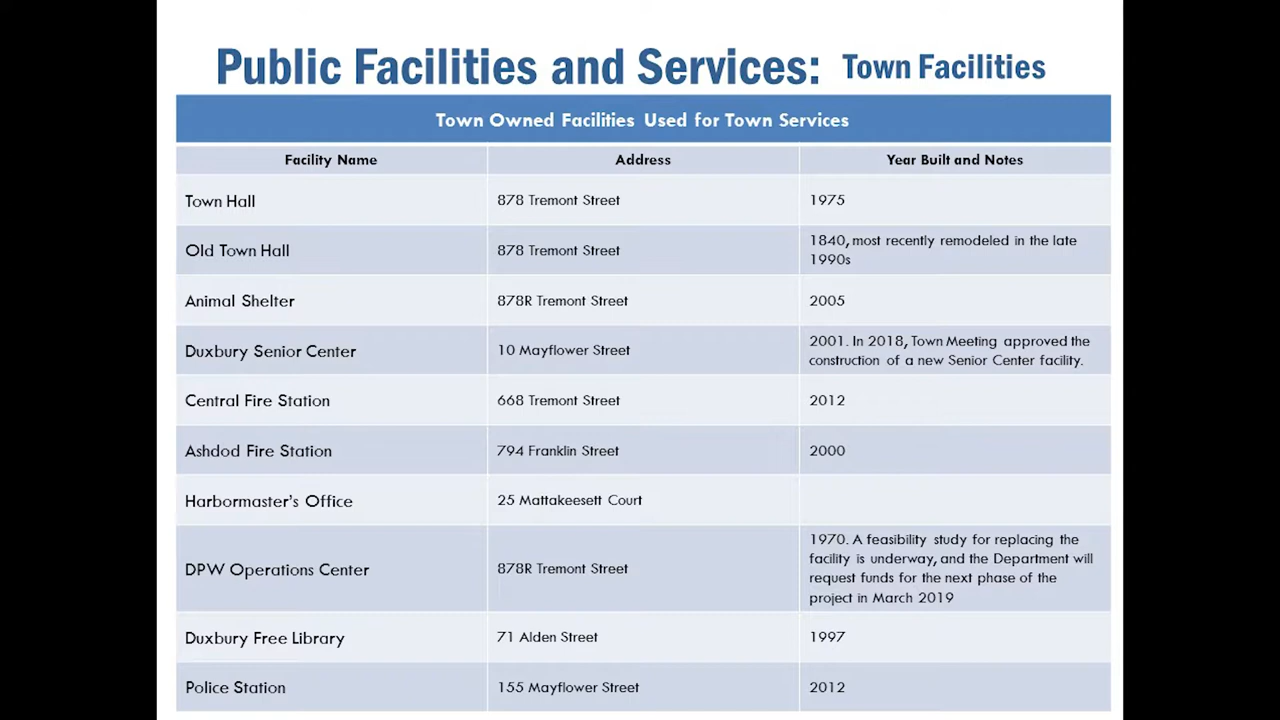 Public Facilities and Services: Town Facilities
Town Owned Facilities Used for Town Services
Facility Name Address Year Built and Notes
Town Hall 878 Tremont Street 1975
Old Town Hall 878 Tremont Street 1840, most recently remodeled in the late
1990s
Animal Shelter 878R Tremont Street 2005
Duxbury Senior Center 10 Mayflower Street 2001. In 2018, Town Meeting approved the
construction of a new Senior Center facility.
Central Fire Station 668 Tremont Street 2012
Ashdod Fire Station 794 Franklin Street 2000
Harbormaster's Office 25 Mattakeesett Court
DPW Operations Center 878R Tremont Street 1970. A feasibility study for replacing the
facility is underway, and the Department will
request funds for the next phase of the
project in March 2019
Duxbury Free Library 71 Alden Street 1997
Police Station 155 Mayflower Street 2012